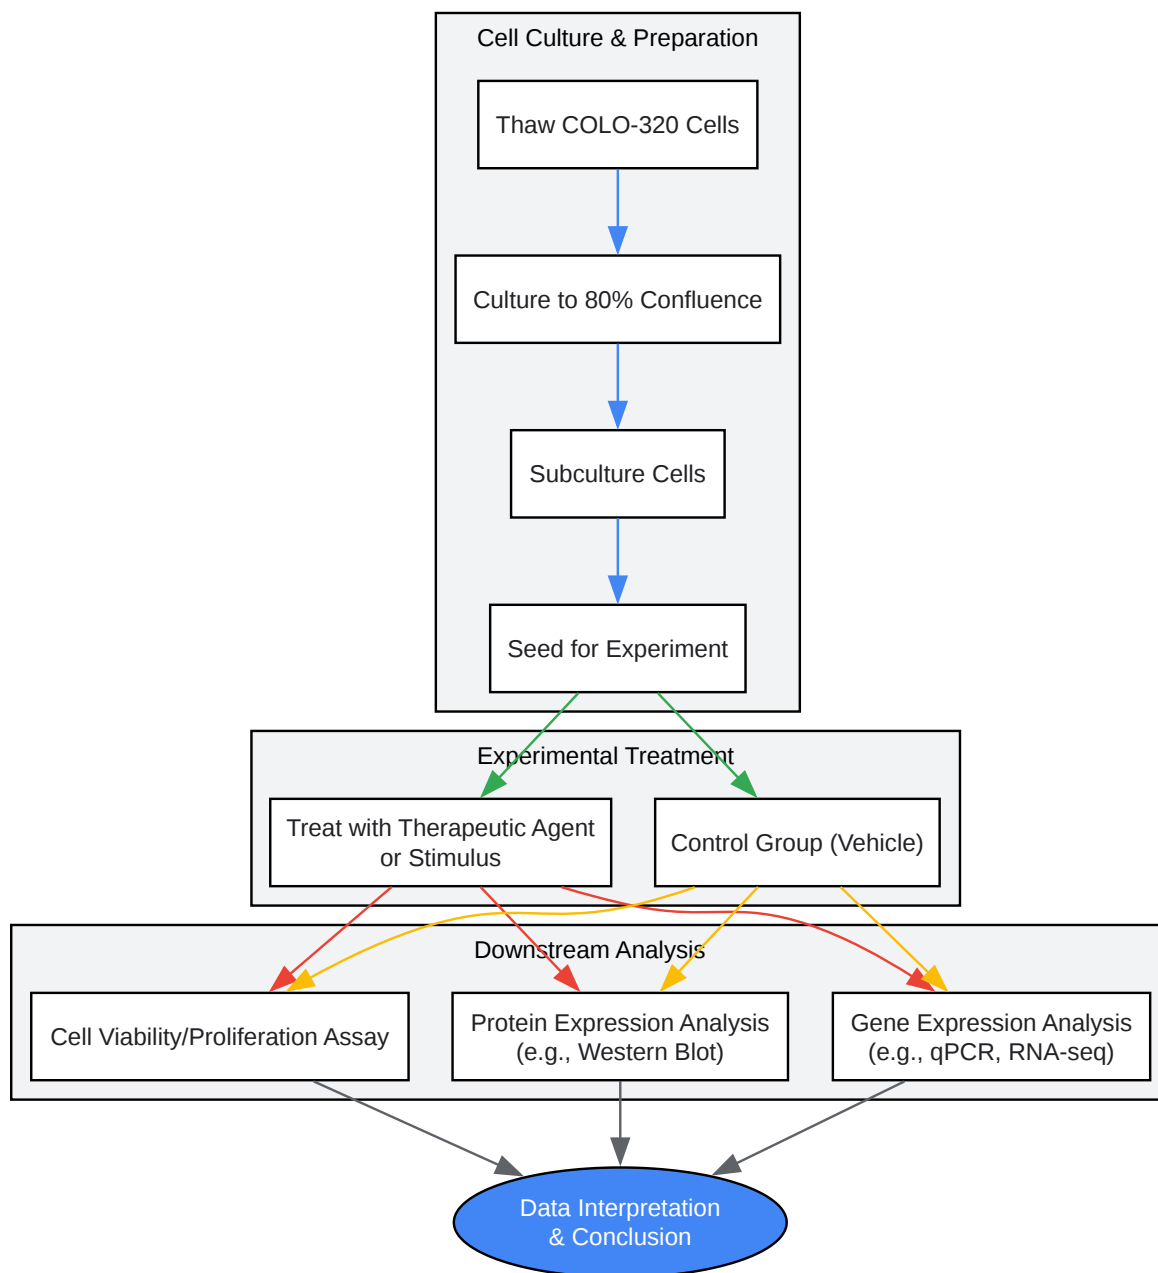 Cell Culture & Preparation
Thaw COLO-320 Cells
Culture to 80% Confluence
Subculture Cells
Seed for Experiment
Experimental Treatment
Treat with Therapeutic Agent
or Stimulus
Control Group (Vehicle)
Downstream Analysis
Cell Viability/Proliferation Assay
Protein Expression Analysis
(e.g., Western Blot)
Gene Expression Analysis
(e.g., qPCR, RNA-seq)
Data Interpretation
& Conclusion